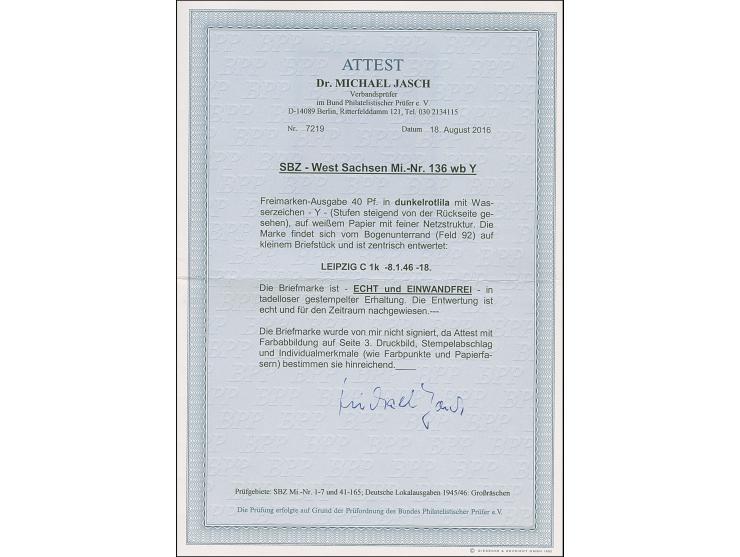 ATTEST
Dr. MICHAEL JASCH
Verbandsprüfer
im Bund Philatelistischer Prüfer e. V.
D-14089 Berlin, Ritterfelddamm 121, Tel. 030 2134115
Nr. 7219 Datum 18. August 2016
SBZ - West Sachsen Mi.-Nr. 136 wb Y
Freimarken-Ausgabe 40 Pf. in dunkelrotlila mit Was-
serzeichen - Y - (Stufen steigend von der Rückseite ge-
sehen), auf weißem Papier mit feiner Netzstruktur. Die
Marke findet sich vom Bogenunterrand (Feld 92) auf
kleinem Briefstück und ist zentrisch entwertet:
LEIPZIG C 1k -8.1.46 -18.
Die Briefmarke ist - ECHT und EINWANDFREI - in
tadelloser gestempelter Erhaltung. Die Entwertung ist
echt und für den Zeitraum nachgewiesen.---
Die Briefmarke wurde von mir nicht signiert, da Attest mit
Farbabbildung auf Seite 3. Druckbild, Stempelabschlag
und Individualmerkmale (wie Farbpunkte und Papierfa-
sern) bestimmen sie hinreichend.____
Michael Jasch
Prüfgebiete: SBZ Mi.-Nr. 1-7 und 41-165; Deutsche Lokalausgaben 1945/46: Großräschen
Die Prüfung erfolgte auf Grund der Prüfordnung des Bundes Philatelistischer Prüfer e.V.